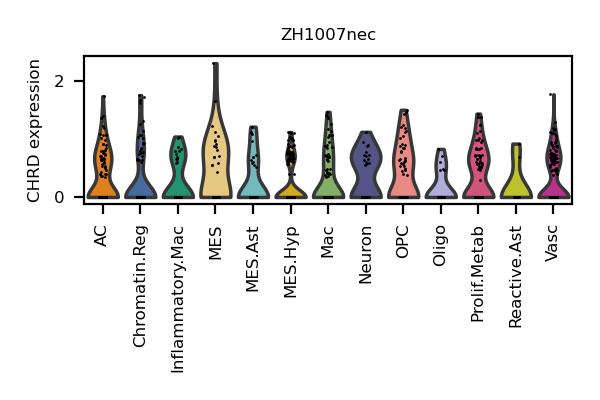 ZH1007nec
CHRD expression
2
0
AC
Chromatin.Reg
Inflammatory.Mac
MES
MES.Ast
MES.Hyp
Mac
Neuron
OPC
Oligo
Prolif.Metab
Reactive.Ast
Vasc